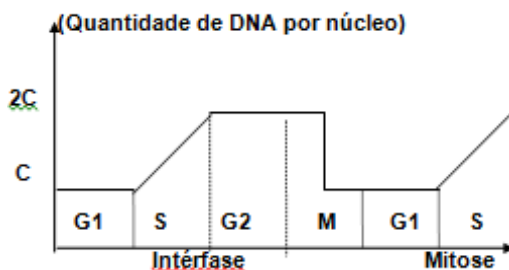 (Quantidade de DNA por núcleo)
2C
C
G1 S G2 M G1 S
Intérfase Mitose